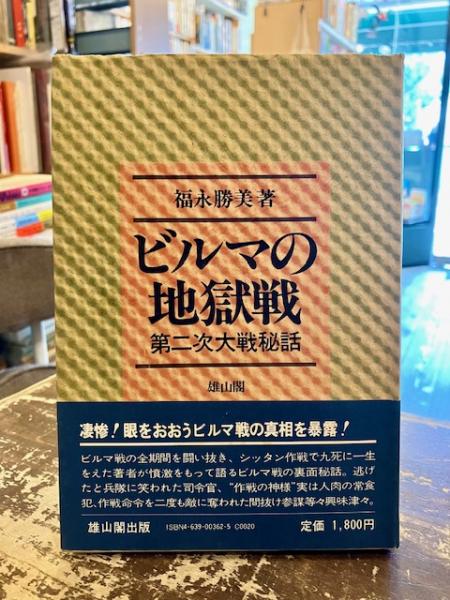 福永勝美著
ビルマの
地獄戦
第二次大戦秘話
雄山閣
凄惨！眼をおおうビルマ戦の真相を暴露！
ビルマ戦の全期間を闘い抜き、シッタン作戦で九死に一生
をえた著者が憤激をもって語るビルマ戦の裏面秘話。逃げ
たと兵隊に笑われた司令官、“作戦の神様”実は人肉の常食
犯、作戦命令を二度も敵に奪われた間抜け参謀等々興味津々。
雄山閣出版
ISBN4-639-00362-5 C0020
定価 1,800円